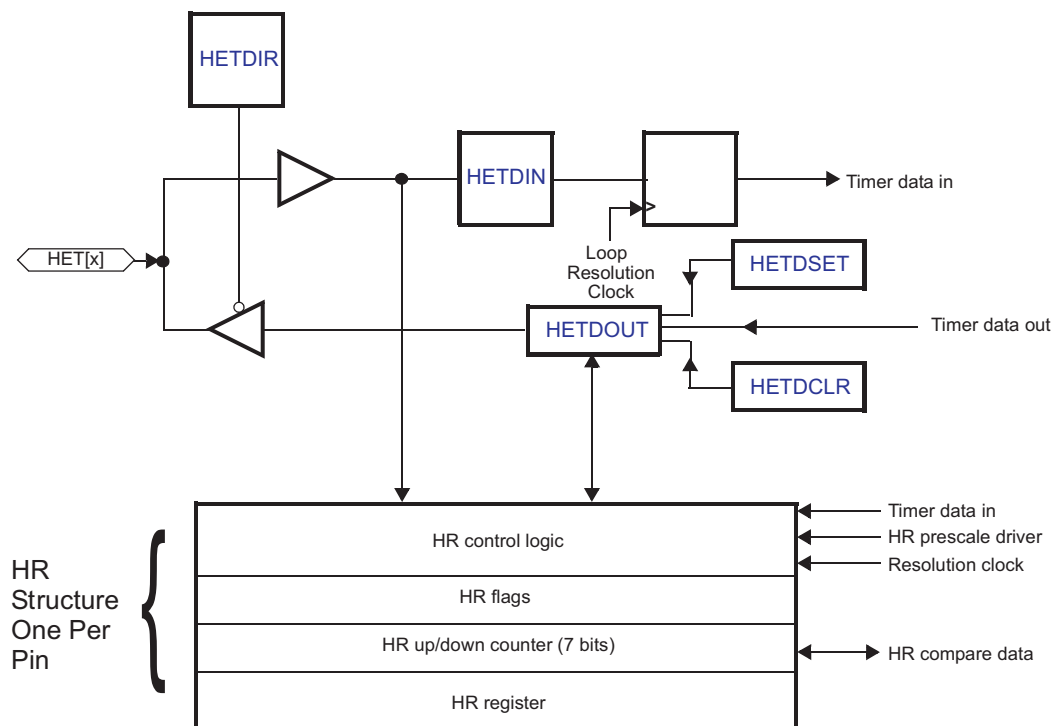 HETDIR
HETDIN
Timer data in
>
HET[x]
Loop
Resolution
Clock
HETDSET
HETDOUT
Timer data out
HETDCLR
HR
Structure
One Per
Pin
HR control logic
HR flags
HR up/down counter (7 bits)
HR register
Timer data in
HR prescale driver
Resolution clock
HR compare data